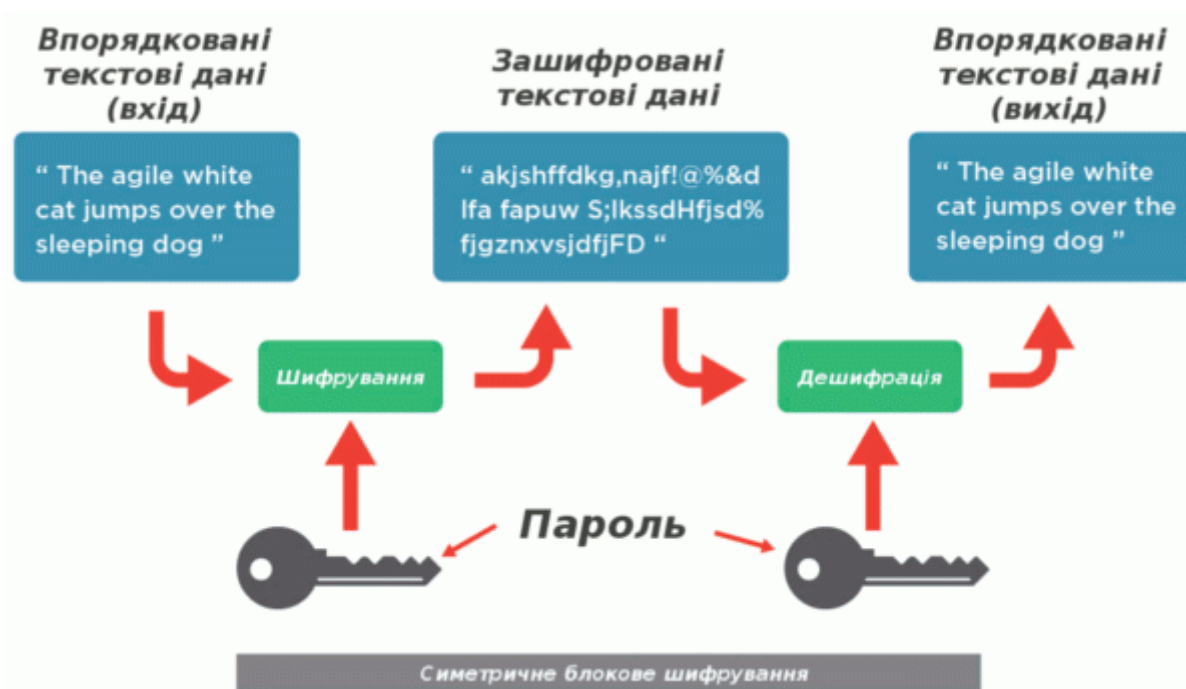 Впорядковані
текстові дані
(вхід)
“ The agile white
cat jumps over the
sleeping dog ”
Зашифровані
текстові дані
“ akjshffdkg,najf!@%&d
lfa fapuw S;lkssdHfjsd%
fjgznxvsjdfjFD “
Впорядковані
текстові дані
(вихід)
“ The agile white
cat jumps over the
sleeping dog ”
Шифрування
Дешифрація
Пароль
Симетричне блокове шифрування